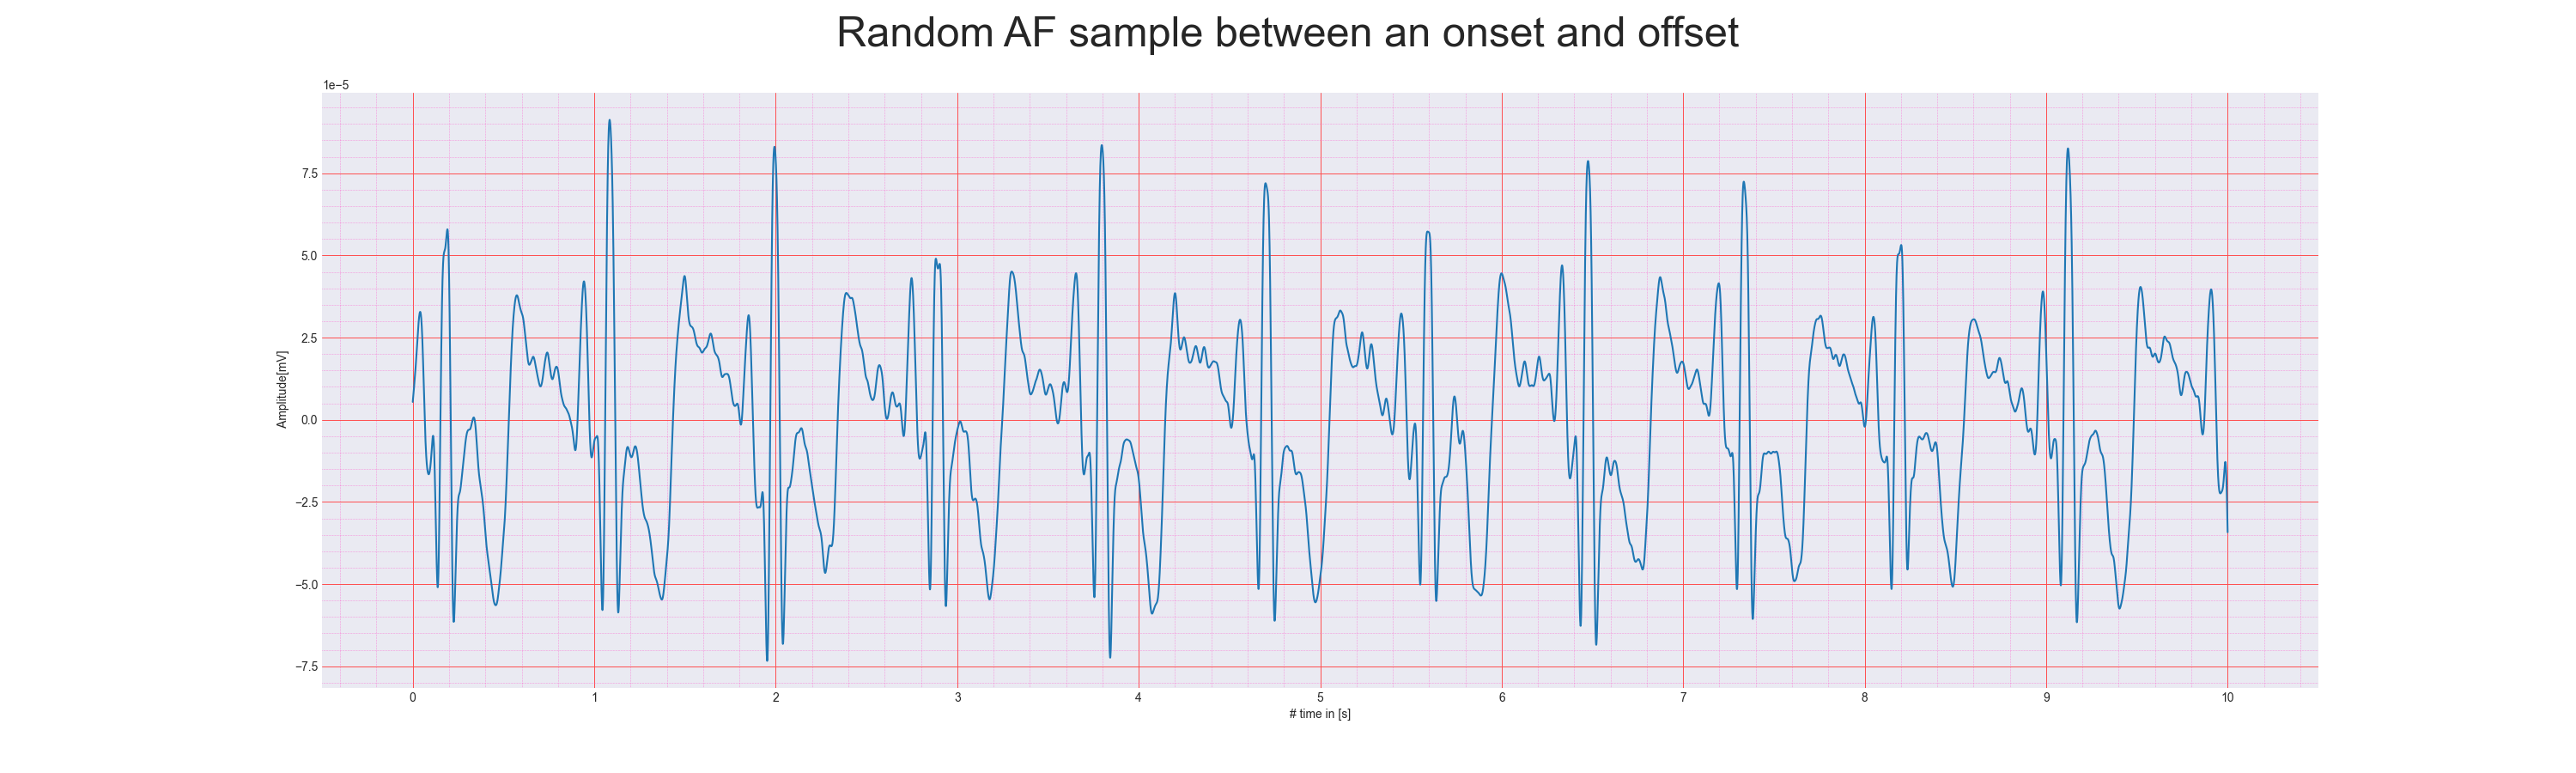 Random AF sample between an onset and offset
1e−5
7.5
5.0
2.5
0.0
−2.5
−5.0
−7.5
Amplitude[mV]
0 1 2 3 4 5 6 7 8 9 10
# time in [s]